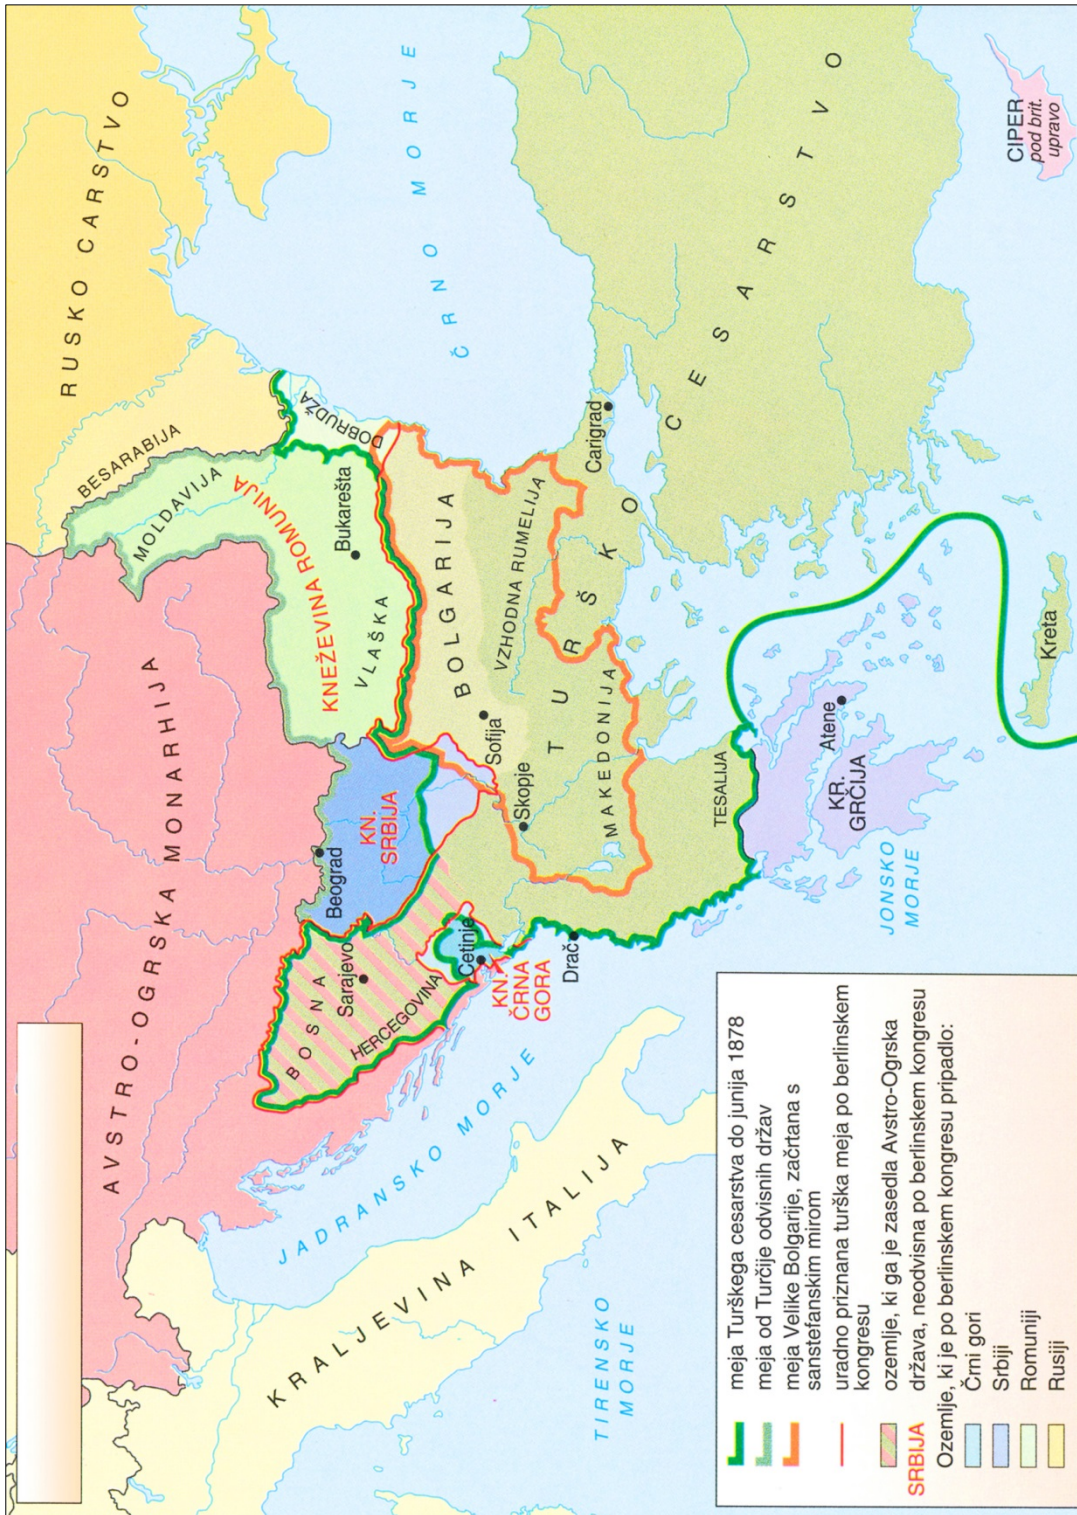 RUSKO CARSTVO
AVSTRO-OGRSKA MONARHIJA
BESARABIJA
MOLDAVIJA
KNEŽEVINA ROMUNIJA
VLAŠKA
Bukarešta
DOBRUDŽA
ČRNO MORJE
BOSNA
Sarajevo
HERCEGOVINA
Beograd
KN.
SRBIJA
Cetinje
KN.
ČRNA
GORA
BOLGARIJA
Sofija
VZHODNA RUMELIJA
Skopje
MAKEDONIJA
Drač
TURŠKO
CESARSTVO
Carigrad
TESALIJA
KR.
GRČIJA
Atene
Kreta
CIPER
pod brit.
upravo
JADRANSKO MORJE
KRALJEVINA ITALIJA
TIRENSKO
MORJE
JONSKO
MORJE
meja Turškega cesarstva do junija 1878
meja od Turčije odvisnih držav
meja Velike Bolgarije, začrtana s
sanstefanskim mirom
uradno priznana turška meja po berlinskem
kongresu
ozemlje, ki ga je zasedla Avstro-Ogrska
SRBIJA država, neodvisna po berlinskem kongresu
Ozemlje, ki je po berlinskem kongresu pripadlo:
Črni gori
Srbiji
Romuniji
Rusiji